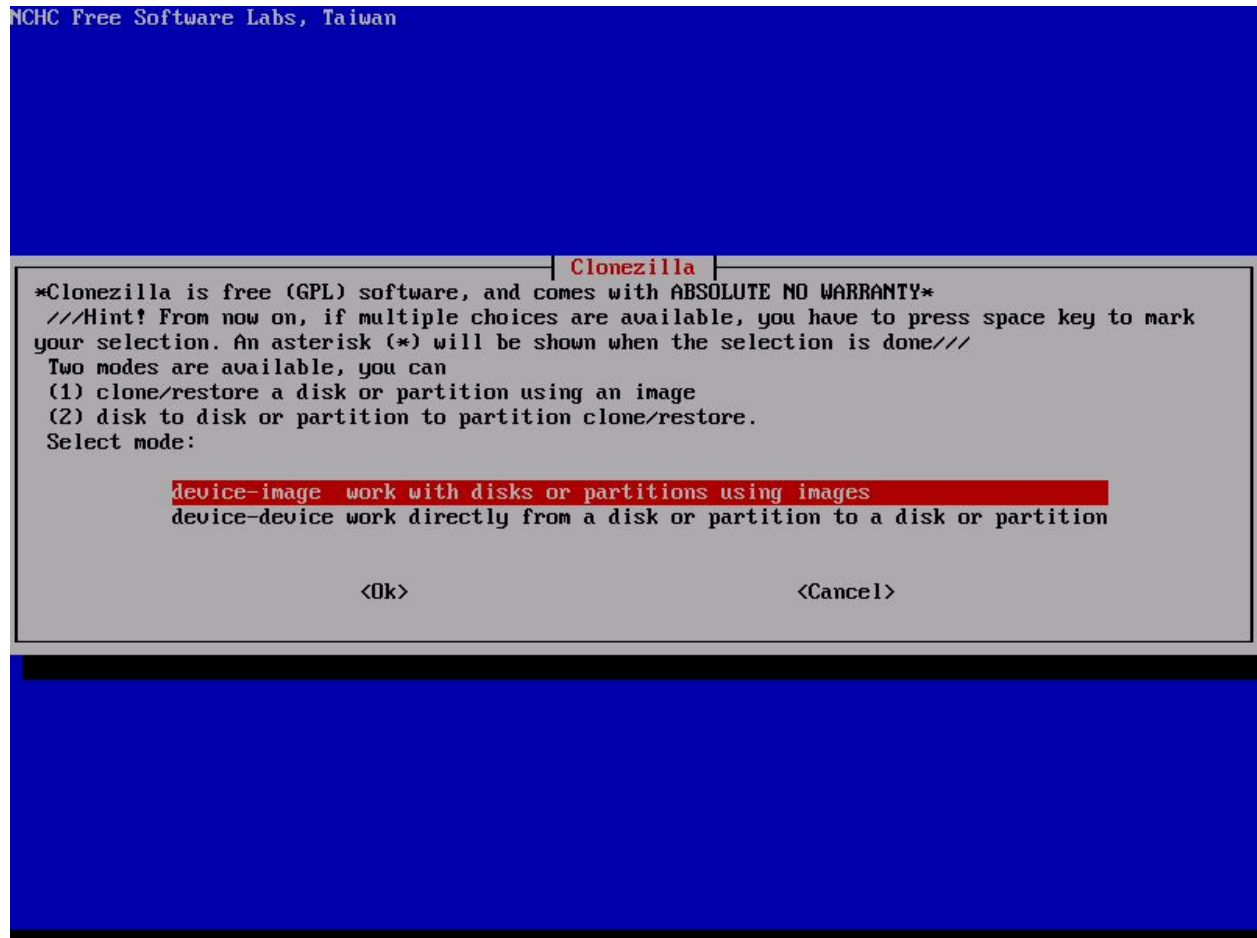 NCHC Free Software Labs, Taiwan
Clonezilla
*Clonezilla is free (GPL) software, and comes with ABSOLUTE NO WARRANTY*
///Hint! From now on, if multiple choices are available, you have to press space key to mark
your selection. An asterisk (*) will be shown when the selection is done///
Two modes are available, you can
(1) clone/restore a disk or partition using an image
(2) disk to disk or partition to partition clone/restore.
Select mode:
device-image work with disks or partitions using images
device-device work directly from a disk or partition to a disk or partition
<Ok> <Cancel>